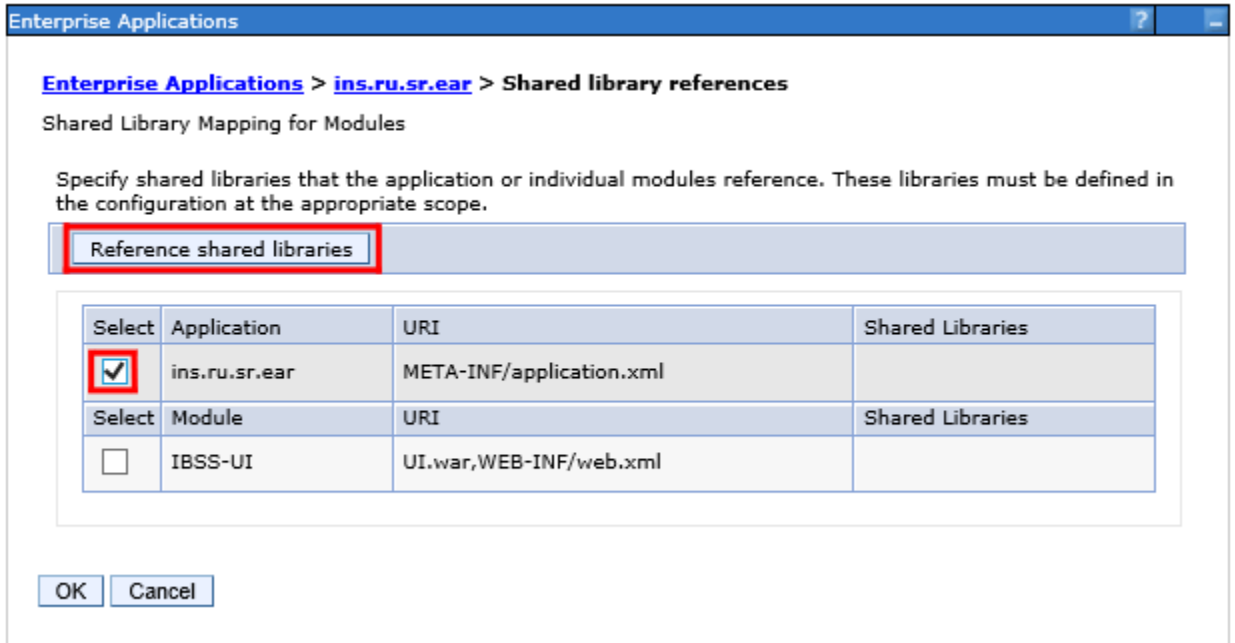 Enterprise Applications ?
Enterprise Applications > ins.ru.sr.ear > Shared library references
Shared Library Mapping for Modules
Specify shared libraries that the application or individual modules reference. These libraries must be defined in
the configuration at the appropriate scope.
Reference shared libraries
Select Application URI Shared Libraries
ins.ru.sr.ear META-INF/application.xml
Select Module URI Shared Libraries
IBSS-UI UI.war,WEB-INF/web.xml
OK Cancel